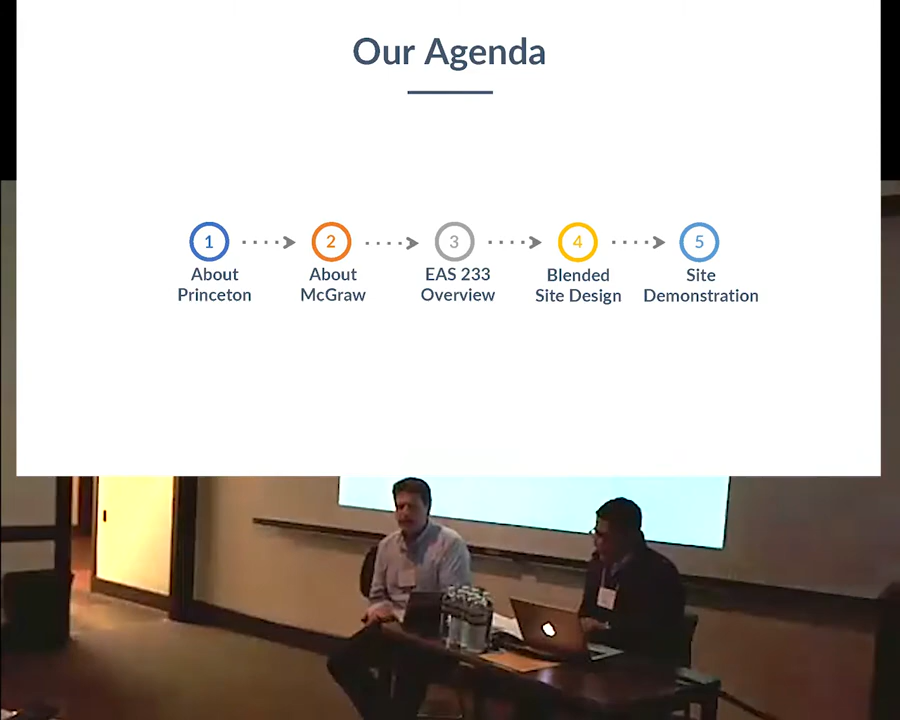 Our Agenda
1
2
3
4
5
About
Princeton
About
McGraw
EAS 233
Overview
Blended
Site Design
Site
Demonstration